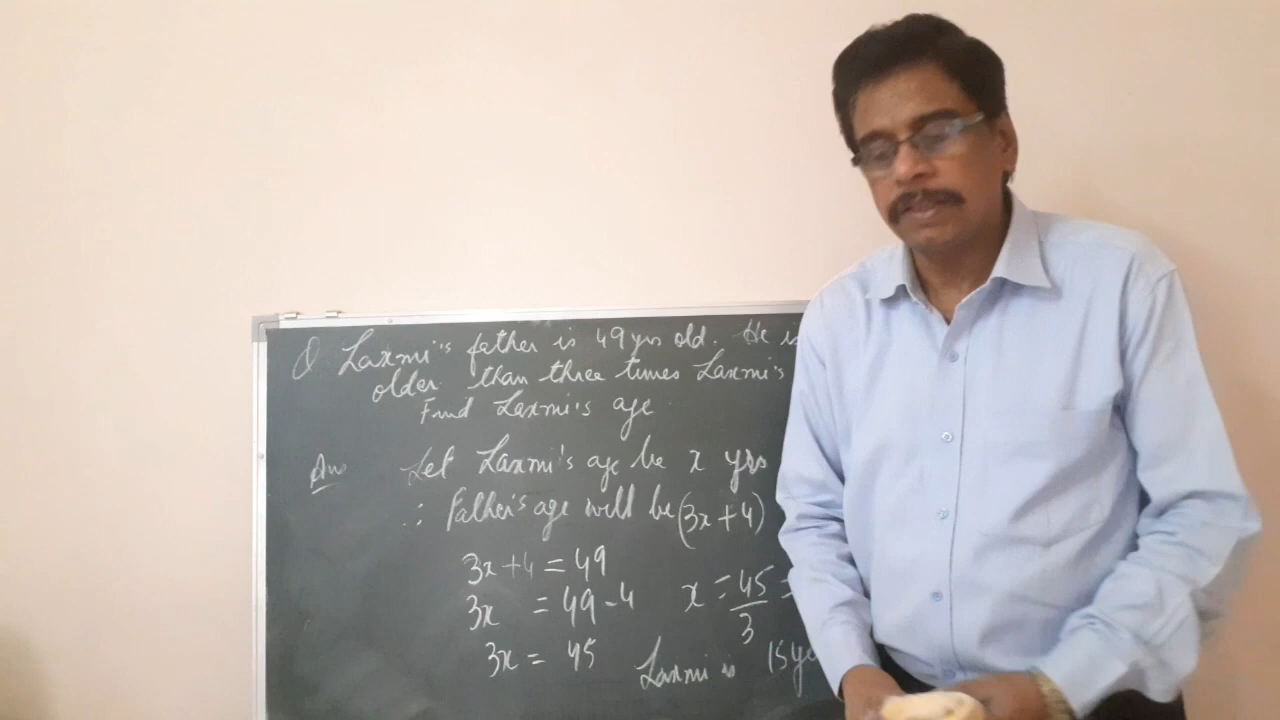 Q Laxmi's father is 49 yrs old. He is
older than three times Laxmi's
Find Laxmi's age
Ans Let Laxmi's age be x yrs
∴ Father's age will be (3x+4)
3x+4 = 49
3x = 49-4 x = 45/3 =
3x = 45
Laxmi is 15 ye